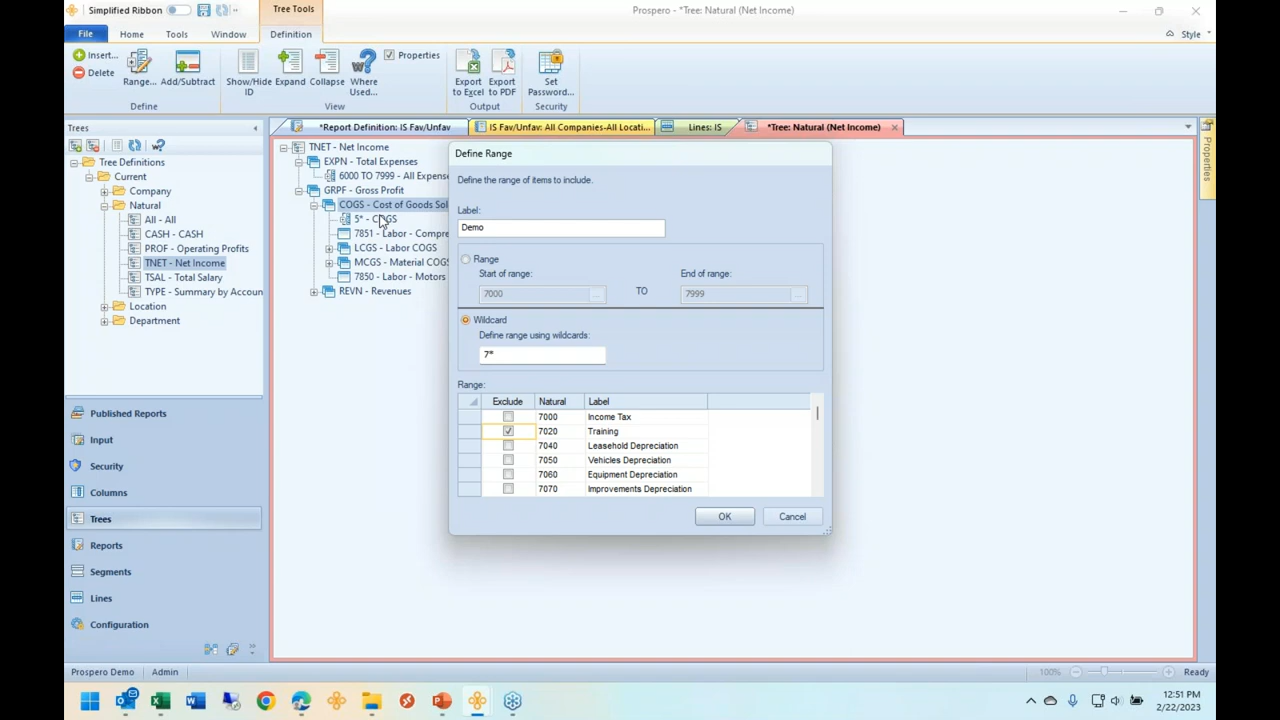 Simplified Ribbon
Tree Tools
Prospero - *Tree: Natural (Net Income)
File
Home
Tools
Window
Definition
Style
Insert...
Delete
Range...
Add/Subtract
Define
Show/Hide
ID
Expand
Collapse
Where
Used...
Properties
View
Export
to Excel
Export
to PDF
Output
Set
Password...
Security
Trees
*Report Definition: IS Fav/Unfav
IS Fav/Unfav: All Companies-All Locati...
Lines: IS
*Tree: Natural (Net Income)
Properties
Tree Definitions
Current
Company
Natural
All - All
CASH - CASH
PROF - Operating Profits
TNET - Net Income
TSAL - Total Salary
TYPE - Summary by Accoun
Location
Department
TNET - Net Income
EXPN - Total Expenses
6000 TO 7999 - All Expense
GRPF - Gross Profit
COGS - Cost of Goods Sol
5* - COGS
7851 - Labor - Compre
LCGS - Labor COGS
MCGS - Material COGS
7850 - Labor - Motors
REVN - Revenues
Define Range
Define the range of items to include.
Label:
Demo
Range
Start of range:
End of range:
7000
TO
7999
Wildcard
Define range using wildcards:
7*
Range:
Exclude Natural Label
7000 Income Tax
7020 Training
7040 Leasehold Depreciation
7050 Vehicles Depreciation
7060 Equipment Depreciation
7070 Improvements Depreciation
OK
Cancel
Published Reports
Input
Security
Columns
Trees
Reports
Segments
Lines
Configuration
Prospero Demo
Admin
100%
Ready
12:51 PM
2/22/2023